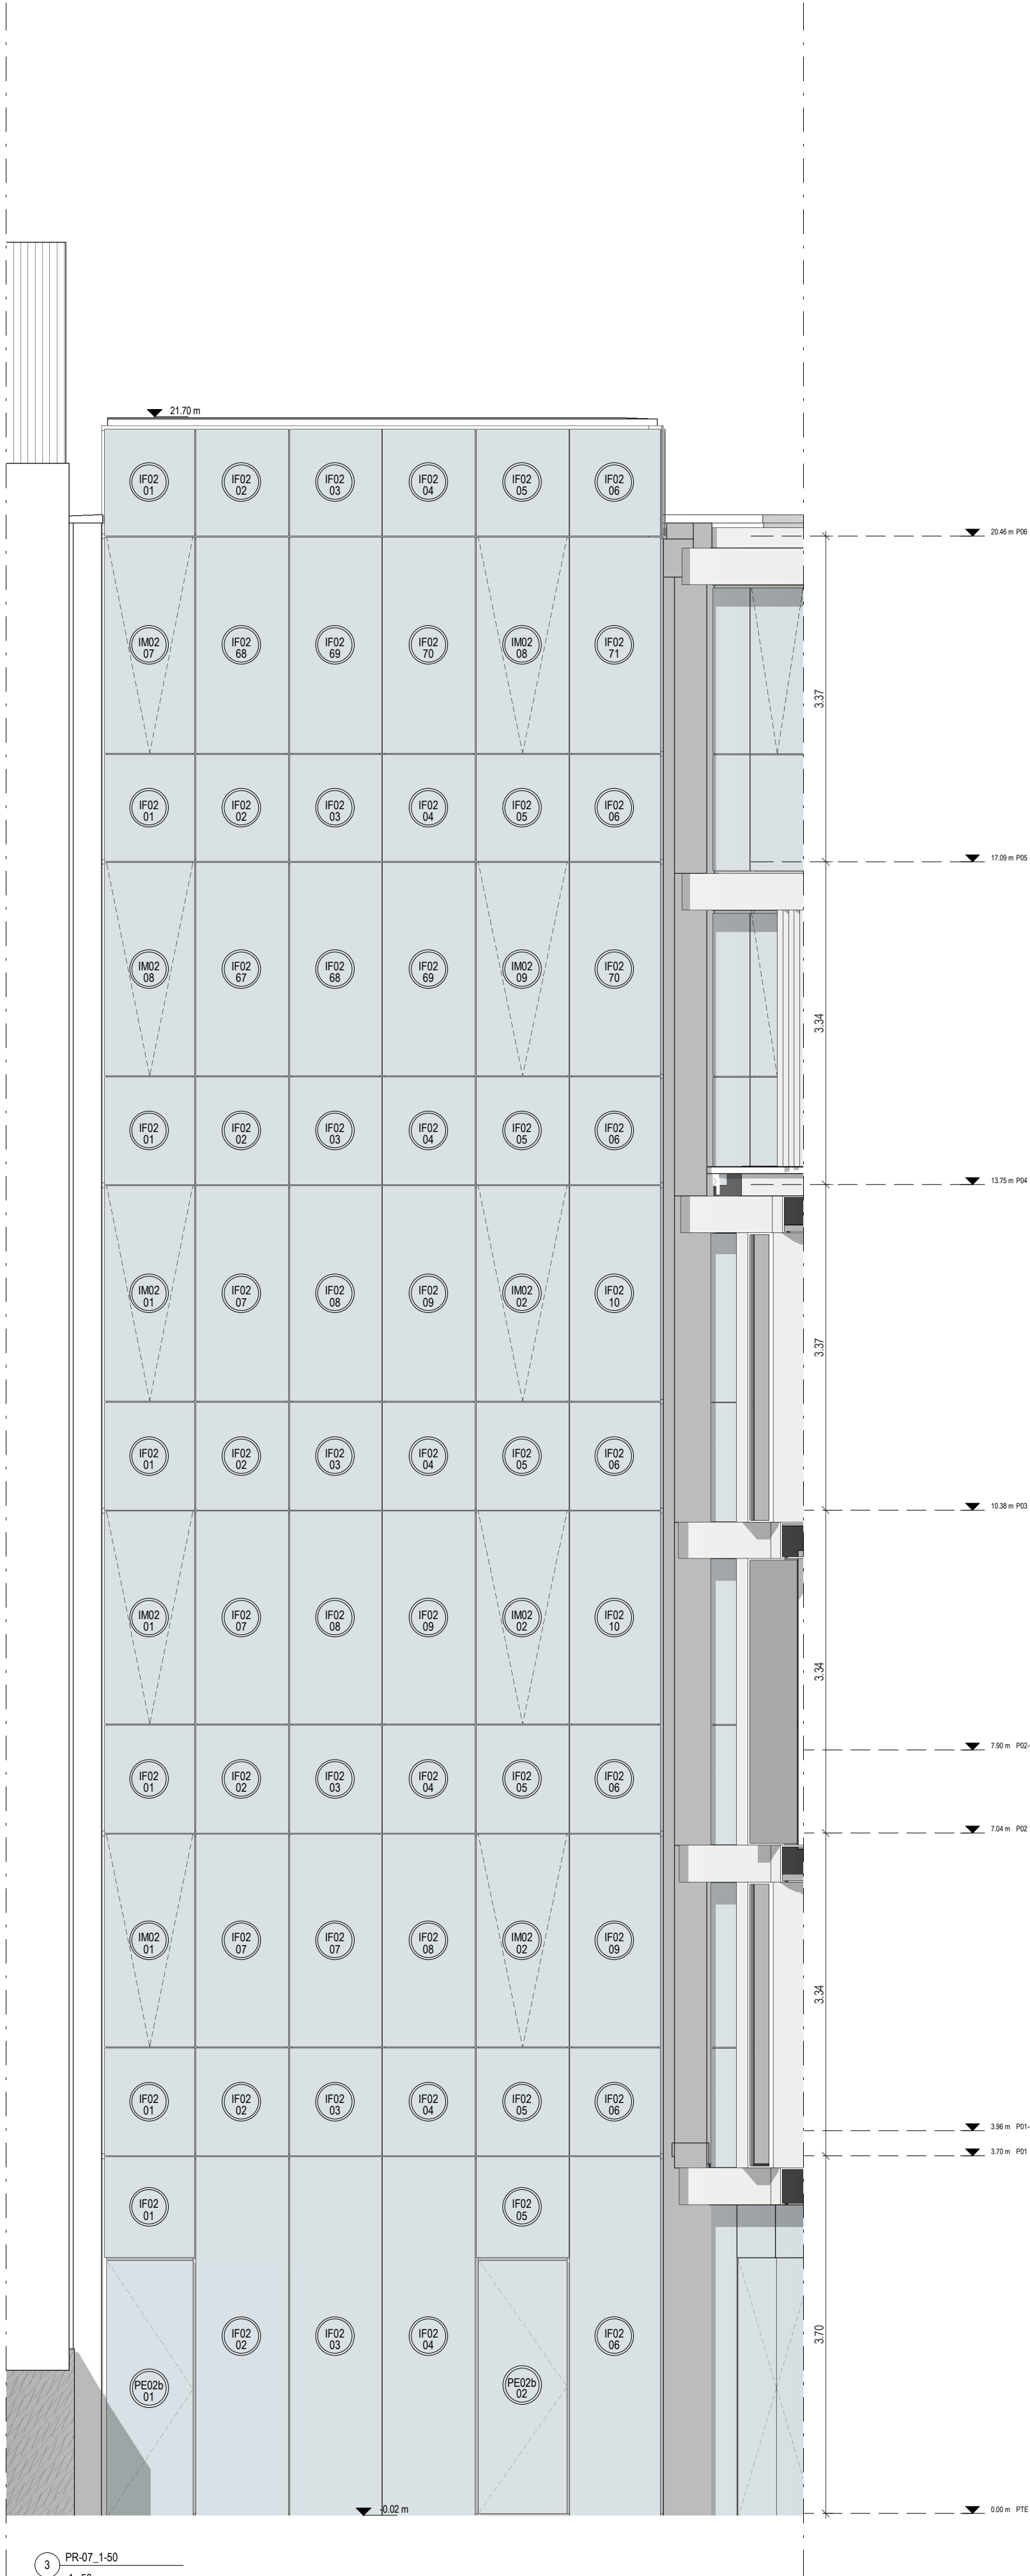 21.70 m
IF02
01
IF02
02
IF02
03
IF02
04
IF02
05
IF02
06
20.46 m P06
IM02
07
IF02
68
IF02
69
IF02
70
IM02
08
IF02
71
3.37
IF02
01
IF02
02
IF02
03
IF02
04
IF02
05
IF02
06
17.09 m P05
IM02
08
IF02
67
IF02
68
IF02
69
IM02
09
IF02
70
3.34
IF02
01
IF02
02
IF02
03
IF02
04
IF02
05
IF02
06
13.75 m P04
IM02
01
IF02
07
IF02
08
IF02
09
IM02
02
IF02
10
3.37
IF02
01
IF02
02
IF02
03
IF02
04
IF02
05
IF02
06
10.38 m P03
IM02
01
IF02
07
IF02
08
IF02
09
IM02
02
IF02
10
3.34
7.90 m P02-
IF02
01
IF02
02
IF02
03
IF02
04
IF02
05
IF02
06
7.04 m P02
IM02
01
IF02
07
IF02
07
IF02
08
IM02
02
IF02
09
3.34
IF02
01
IF02
02
IF02
03
IF02
04
IF02
05
IF02
06
3.96 m P01-
3.70 m P01
IF02
01
IF02
05
IF02
02
IF02
03
IF02
04
IF02
06
3.70
PE02b
01
PE02b
02
-0.02 m
0.00 m PTE
3
PR-07_1-50